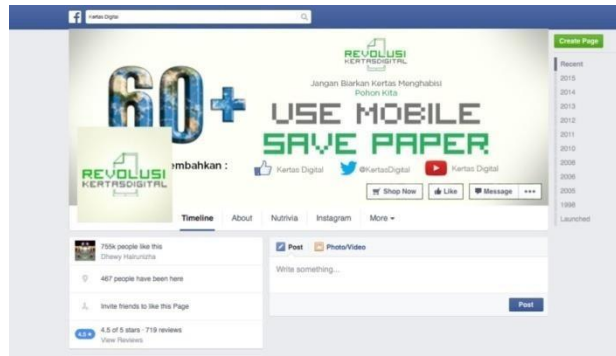 Kertas Digital
Create Page
60+
REVOLUSI
KERTASDIGITAL
Jangan Biarkan Kertas Menghabisi
Pohon Kita
USE MOBILE
SAVE PAPER
embahkan :
Kertas Digital
@KartasDigital
Kertas Digital
REVOLUSI
KERTASDIGITAL
Shop Now
Like
Message
Timeline
About
Nutrivia
Instagram
More
Recent
2015
2014
2013
2012
2011
2010
2008
2006
2005
1998
Launched
755k people like this
Dhewy Hairunizha
467 people have been here
Invite friends to like this Page
4.5 of 5 stars · 719 reviews
View Reviews
Post
Photo/Video
Write something...
Post